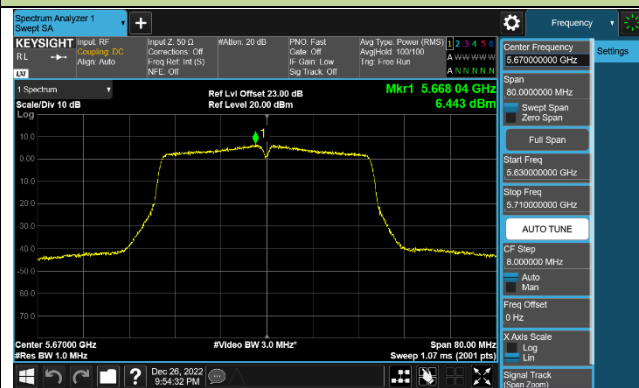 Spectrum Analyzer 1
Swept SA
Frequency
KEYSIGHT
RL
LXI
Input: RF
Coupling: DC
Align: Auto
Input Z: 50 Ω
Corrections: Off
Freq Ref: Int (S)
NFE: Off
#Atten: 20 dB
PNO: Fast
Gate: Off
IF Gain: Low
Sig Track: Off
Avg Type: Power (RMS)
Avg|Hold: 100/100
Trig: Free Run
1 2 3 4 5 6
A W W W W W
A N N N N N
1 Spectrum
Scale/Div 10 dB
Log
Ref Lvl Offset 23.00 dB
Ref Level 20.00 dBm
Mkr1 5.668 04 GHz
6.443 dBm
1
10.0
0.00
-10.0
-20.0
-30.0
-40.0
-50.0
-60.0
-70.0
Center 5.67000 GHz
#Res BW 1.0 MHz
#Video BW 3.0 MHz*
Span 80.00 MHz
Sweep 1.07 ms (2001 pts)
Center Frequency
5.670000000 GHz
Settings
Span
80.0000000 MHz
Swept Span
Zero Span
Full Span
Start Freq
5.630000000 GHz
Stop Freq
5.710000000 GHz
AUTO TUNE
CF Step
8.000000 MHz
Auto
Man
Freq Offset
0 Hz
X Axis Scale
Log
Lin
Signal Track
(Span Zoom)
Dec 26, 2022
9:54:32 PM